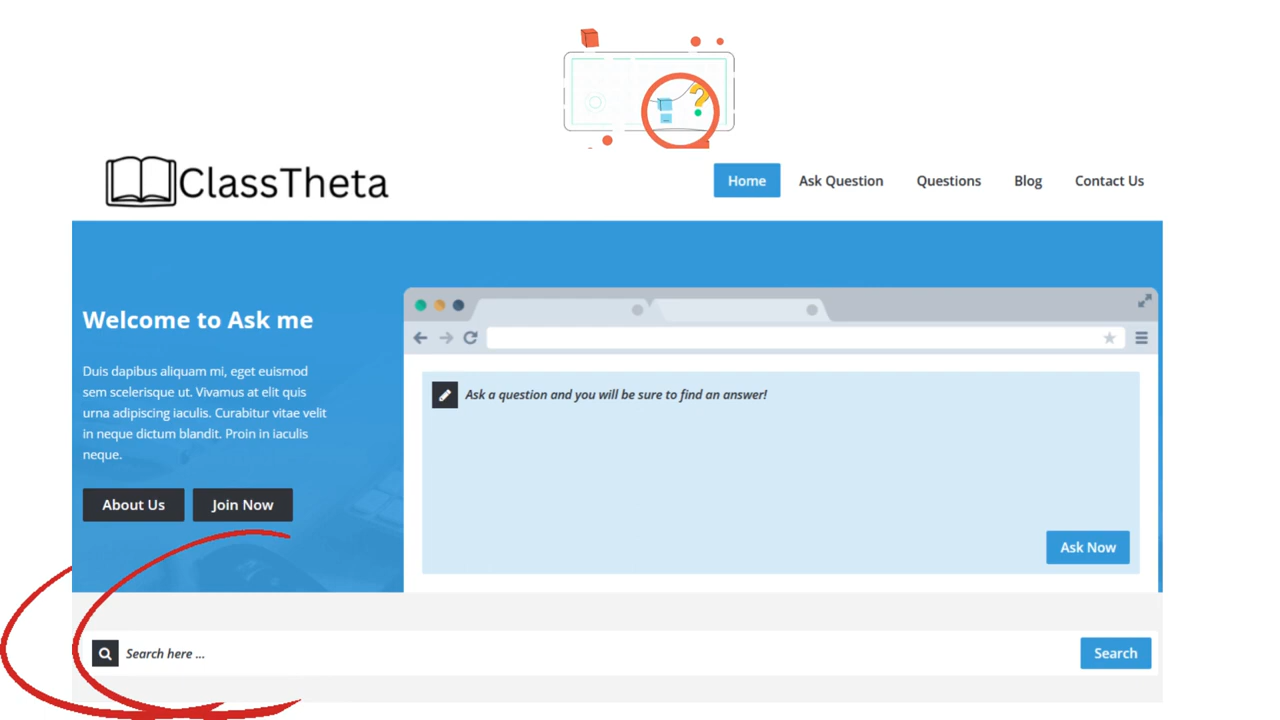 ?
ClassTheta
Home Ask Question Questions Blog Contact Us
Welcome to Ask me
Duis dapibus aliquam mi, eget euismod
sem scelerisque ut. Vivamus at elit quis
urna adipiscing iaculis. Curabitur vitae velit
in neque dictum blandit. Proin in iaculis
neque.
About Us Join Now
Ask a question and you will be sure to find an answer!
Ask Now
Search here ...
Search